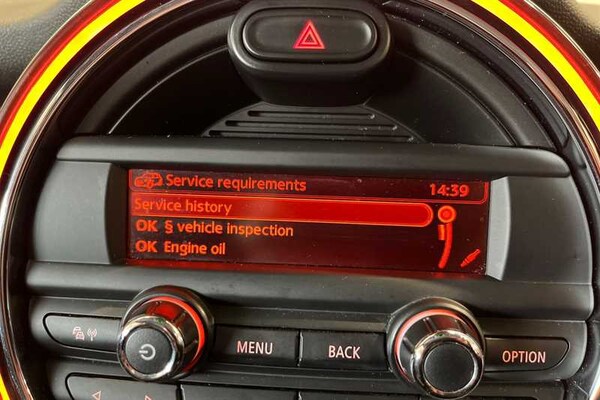 Service requirements 14:39
Service history
OK § vehicle inspection
OK Engine oil
MENU BACK OPTION